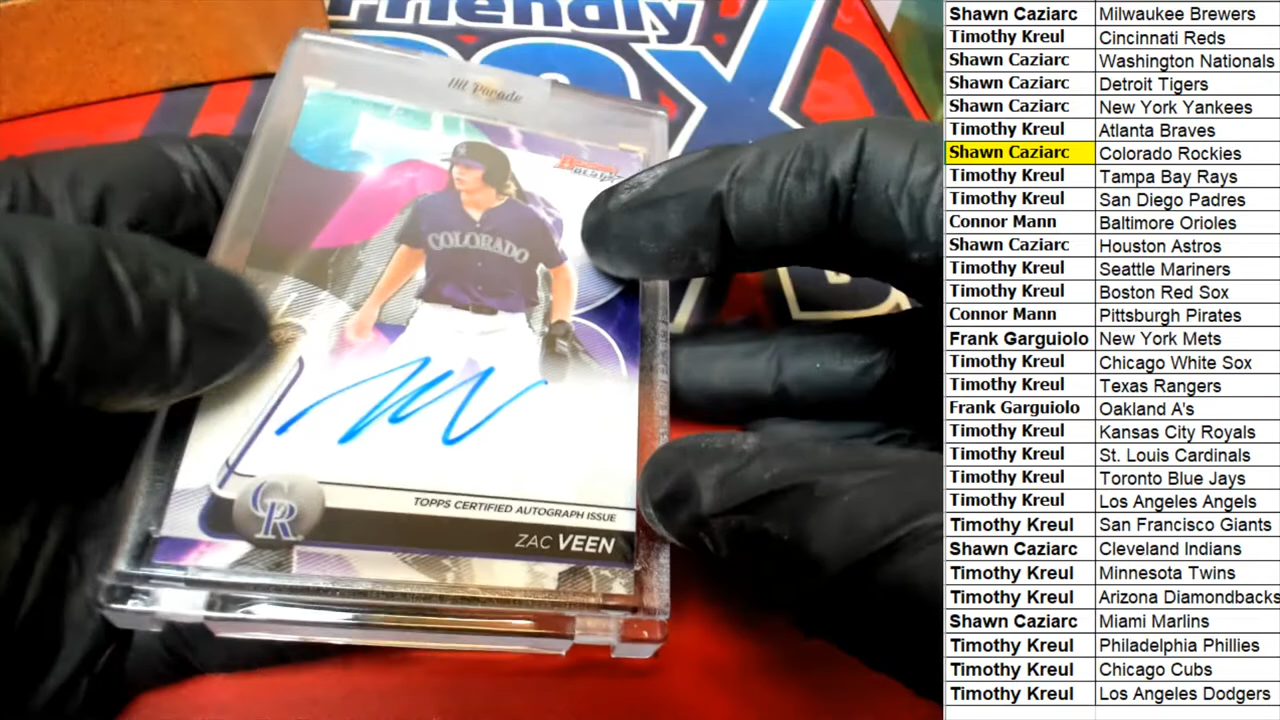 Friendly
BOX
Hit Parade
Bowman's
COLORADO
CR
TOPPS CERTIFIED AUTOGRAPH ISSUE
ZAC VEEN
Shawn Caziarc Milwaukee Brewers
Timothy Kreul Cincinnati Reds
Shawn Caziarc Washington Nationals
Shawn Caziarc Detroit Tigers
Shawn Caziarc New York Yankees
Timothy Kreul Atlanta Braves
Shawn Caziarc Colorado Rockies
Timothy Kreul Tampa Bay Rays
Timothy Kreul San Diego Padres
Connor Mann Baltimore Orioles
Shawn Caziarc Houston Astros
Timothy Kreul Seattle Mariners
Timothy Kreul Boston Red Sox
Connor Mann Pittsburgh Pirates
Frank Garguiolo New York Mets
Timothy Kreul Chicago White Sox
Timothy Kreul Texas Rangers
Frank Garguiolo Oakland A's
Timothy Kreul Kansas City Royals
Timothy Kreul St. Louis Cardinals
Timothy Kreul Toronto Blue Jays
Timothy Kreul Los Angeles Angels
Timothy Kreul San Francisco Giants
Shawn Caziarc Cleveland Indians
Timothy Kreul Minnesota Twins
Timothy Kreul Arizona Diamondbacks
Shawn Caziarc Miami Marlins
Timothy Kreul Philadelphia Phillies
Timothy Kreul Chicago Cubs
Timothy Kreul Los Angeles Dodgers